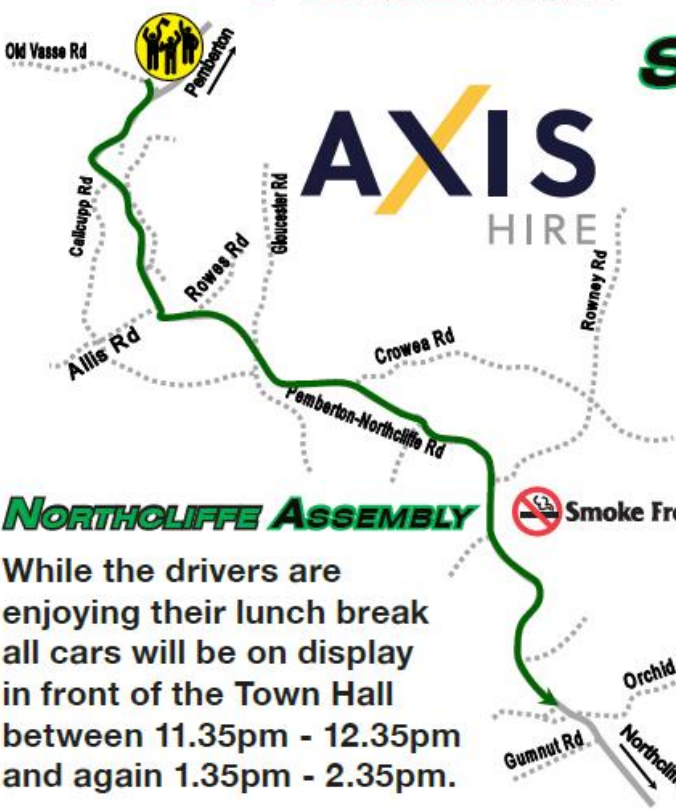 Old Vasse Rd
Pemberton
S
AXIS
HIRE
Callcupp Rd
Gloucester Rd
Rowes Rd
Rowney Rd
Allis Rd
Crowea Rd
Pemberton-Northcliffe Rd
NORTHCLIFFE ASSEMBLY
Smoke Fre
While the drivers are
enjoying their lunch break
all cars will be on display
in front of the Town Hall
between 11.35pm - 12.35pm
and again 1.35pm - 2.35pm.
Orchid
Gumnut Rd
Northcliff